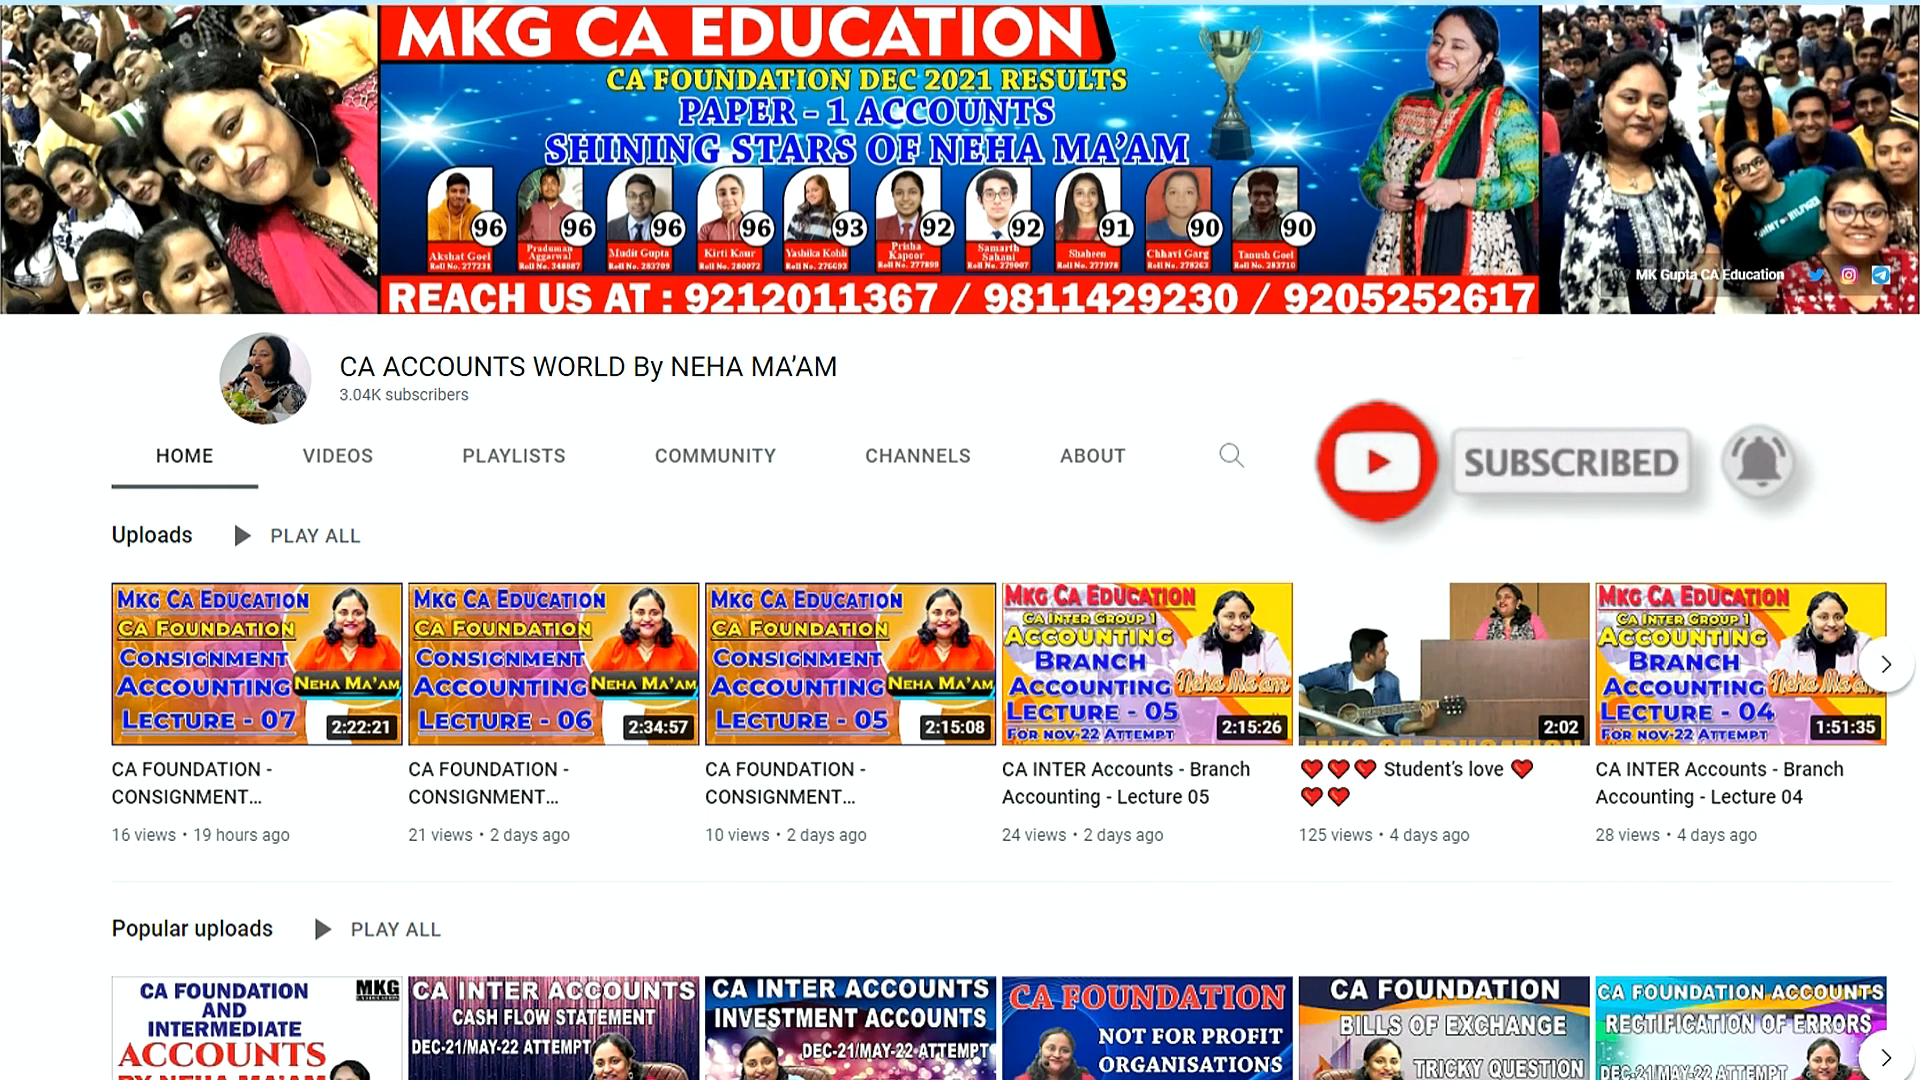 MKG CA EDUCATION
CA FOUNDATION DEC 2021 RESULTS
PAPER - 1 ACCOUNTS
SHINING STARS OF NEHA MA'AM
96 96 96 96 93 92 92 91 90 90
Akshat Goel
Roll No. 277231
Praduman Aggarwal
Roll No. 348887
Mudit Gupta
Roll No. 283709
Kirti Kaur
Roll No. 280072
Yashika Kohli
Roll No. 276693
Prisha Kapoor
Roll No. 277899
Samarth Sahani
Roll No. 279007
Shaheen
Roll No. 277978
Chhavi Garg
Roll No. 278263
Tanush Goel
Roll No. 283710
MK Gupta CA Education
REACH US AT : 9212011367 / 9811429230 / 9205252617
CA ACCOUNTS WORLD By NEHA MA'AM
3.04K subscribers
HOME VIDEOS PLAYLISTS COMMUNITY CHANNELS ABOUT
SUBSCRIBED
Uploads PLAY ALL
MKG CA EDUCATION
CA FOUNDATION
CONSIGNMENT
ACCOUNTING
NEHA MA'AM
LECTURE - 07
2:22:21
MKG CA EDUCATION
CA FOUNDATION
CONSIGNMENT
ACCOUNTING
NEHA MA'AM
LECTURE - 06
2:34:57
MKG CA EDUCATION
CA FOUNDATION
CONSIGNMENT
ACCOUNTING
NEHA MA'AM
LECTURE - 05
2:15:08
MKG CA EDUCATION
CA INTER GROUP 1
ACCOUNTING
BRANCH
ACCOUNTING
Neha Ma'am
LECTURE - 05
FOR NOV-22 ATTEMPT
2:15:26
MKG CA EDUCATION
2:02
MKG CA EDUCATION
CA INTER GROUP 1
ACCOUNTING
BRANCH
ACCOUNTING
LECTURE - 04
FOR NOV-22 ATTEMPT
1:51:35
CA FOUNDATION -
CONSIGNMENT...
16 views • 19 hours ago
CA FOUNDATION -
CONSIGNMENT...
21 views • 2 days ago
CA FOUNDATION -
CONSIGNMENT...
10 views • 2 days ago
CA INTER Accounts - Branch
Accounting - Lecture 05
24 views • 2 days ago
❤️❤️❤️ Student's love ❤️
❤️❤️
125 views • 4 days ago
CA INTER Accounts - Branch
Accounting - Lecture 04
28 views • 4 days ago
Popular uploads PLAY ALL
MKG
CA FOUNDATION
AND
INTERMEDIATE
ACCOUNTS
BY NEHA MA'AM
CA INTER ACCOUNTS
CASH FLOW STATEMENT
DEC-21/MAY-22 ATTEMPT
CA INTER ACCOUNTS
INVESTMENT ACCOUNTS
DEC-21/MAY-22 ATTEMPT
CA FOUNDATION
NOT FOR PROFIT
ORGANISATIONS
CA FOUNDATION
BILLS OF EXCHANGE
TRICKY QUESTION
CA FOUNDATION ACCOUNTS
RECTIFICATION OF ERRORS
DEC-21/MAY-22 ATTEMPT